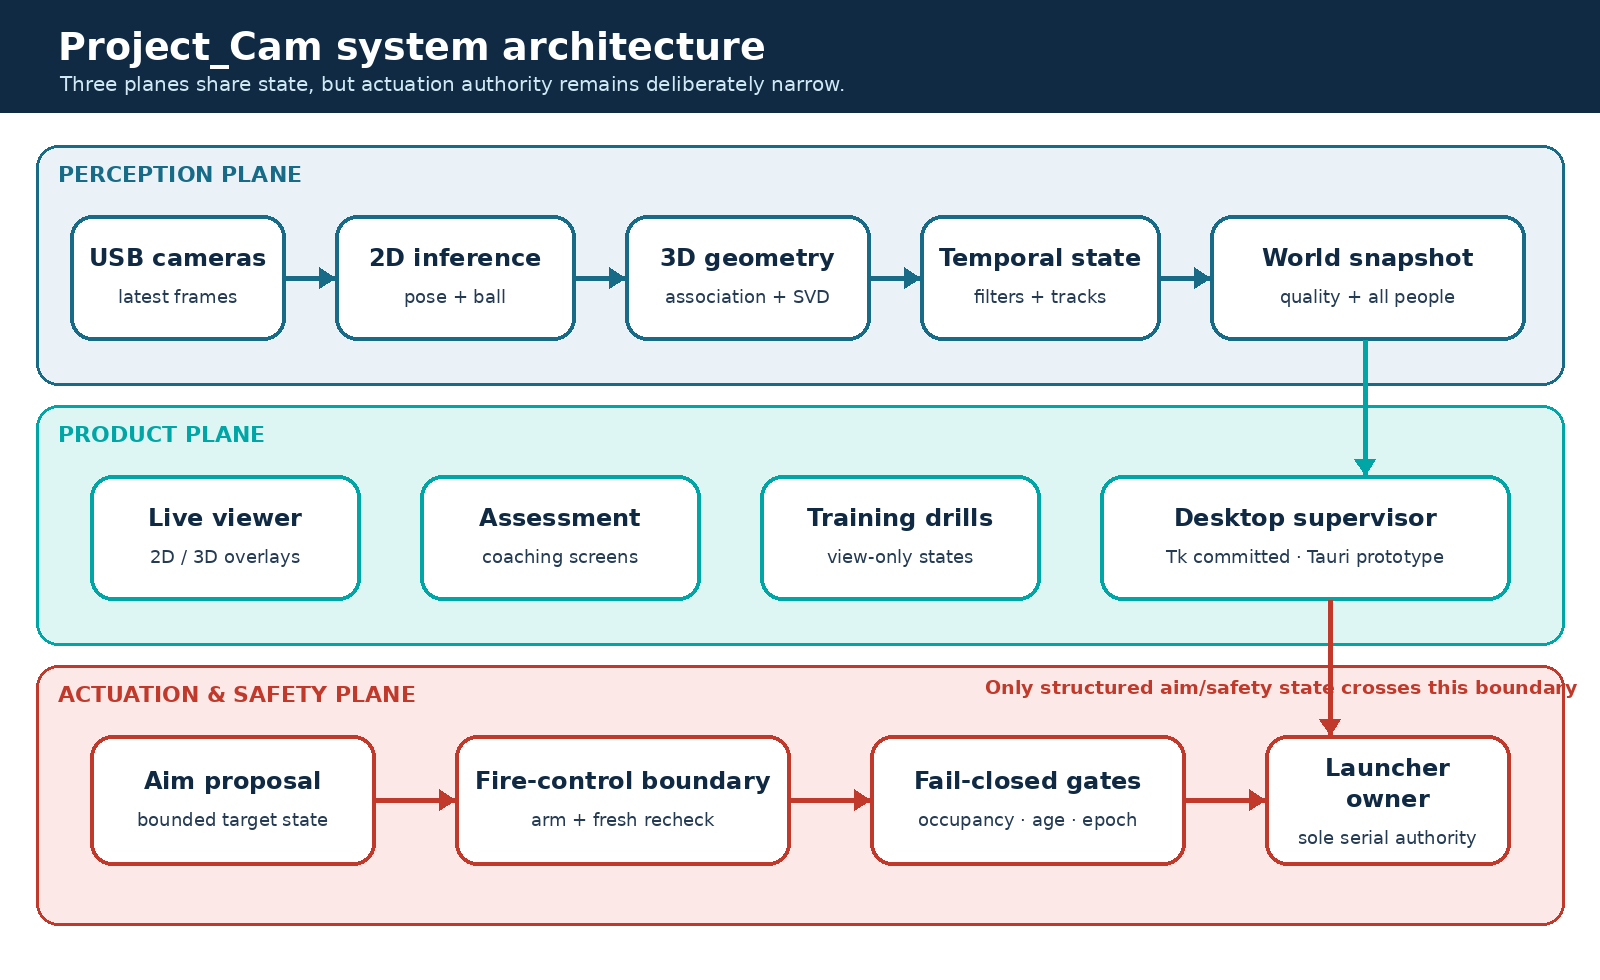 Project_Cam system architecture
Three planes share state, but actuation authority remains deliberately narrow.
PERCEPTION PLANE
USB cameras
latest frames
2D inference
pose + ball
3D geometry
association + SVD
Temporal state
filters + tracks
World snapshot
quality + all people
PRODUCT PLANE
Live viewer
2D / 3D overlays
Assessment
coaching screens
Training drills
view-only states
Desktop supervisor
Tk committed · Tauri prototype
ACTUATION & SAFETY PLANE
Only structured aim/safety state crosses this boundary
Aim proposal
bounded target state
Fire-control boundary
arm + fresh recheck
Fail-closed gates
occupancy · age · epoch
Launcher
owner
sole serial authority